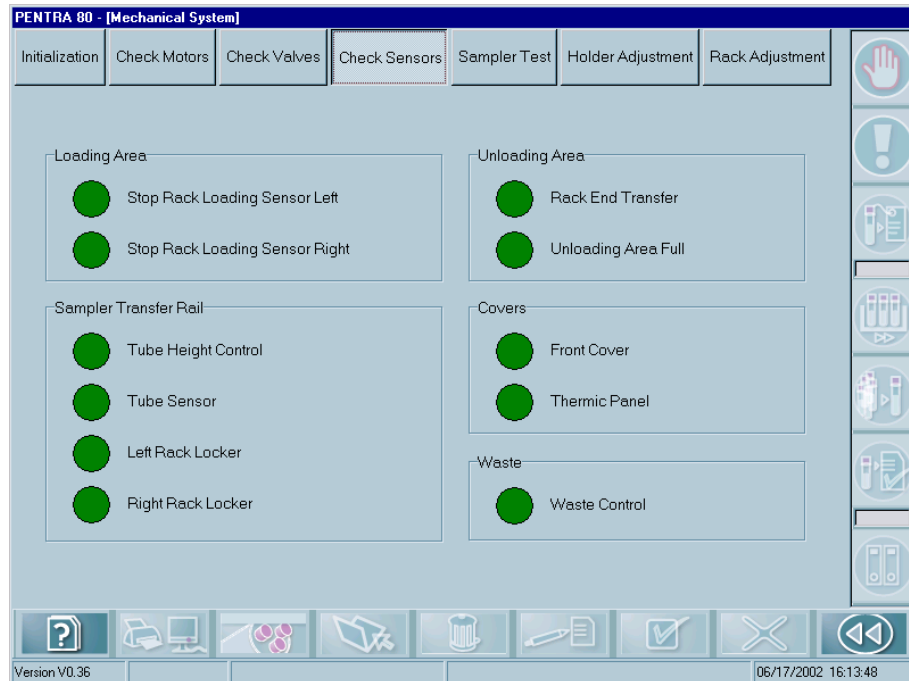 PENTRA 80 - [Mechanical System]
Initialization
Check Motors
Check Valves
Check Sensors
Sampler Test
Holder Adjustment
Rack Adjustment
Loading Area
Stop Rack Loading Sensor Left
Stop Rack Loading Sensor Right
Unloading Area
Rack End Transfer
Unloading Area Full
Sampler Transfer Rail
Tube Height Control
Tube Sensor
Left Rack Locker
Right Rack Locker
Covers
Front Cover
Thermic Panel
Waste
Waste Control
Version V0.36
06/17/2002 16:13:48